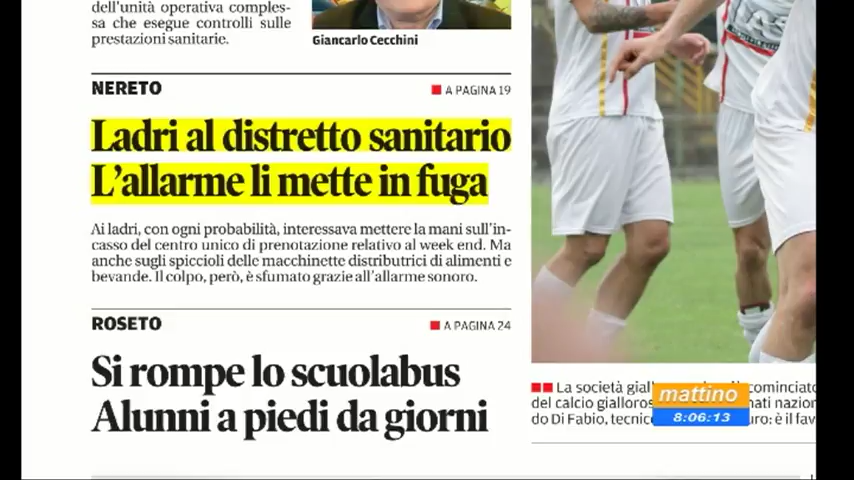 dell'unità operativa comples-
sa che esegue controlli sulle
prestazioni sanitarie.
Giancarlo Cecchini
NERETO
A PAGINA 19
Ladri al distretto sanitario
L'allarme li mette in fuga
Ai ladri, con ogni probabilità, interessava mettere la mani sull'in-
casso del centro unico di prenotazione relativo al week end. Ma
anche sugli spiccioli delle macchinette distributrici di alimenti e
bevande. Il colpo, però, è sfumato grazie all'allarme sonoro.
ROSETO
A PAGINA 24
Si rompe lo scuolabus
Alunni a piedi da giorni
La società cominciato
del calcio nazio
do Di Fabio, è il fav
mattino
8:06:13